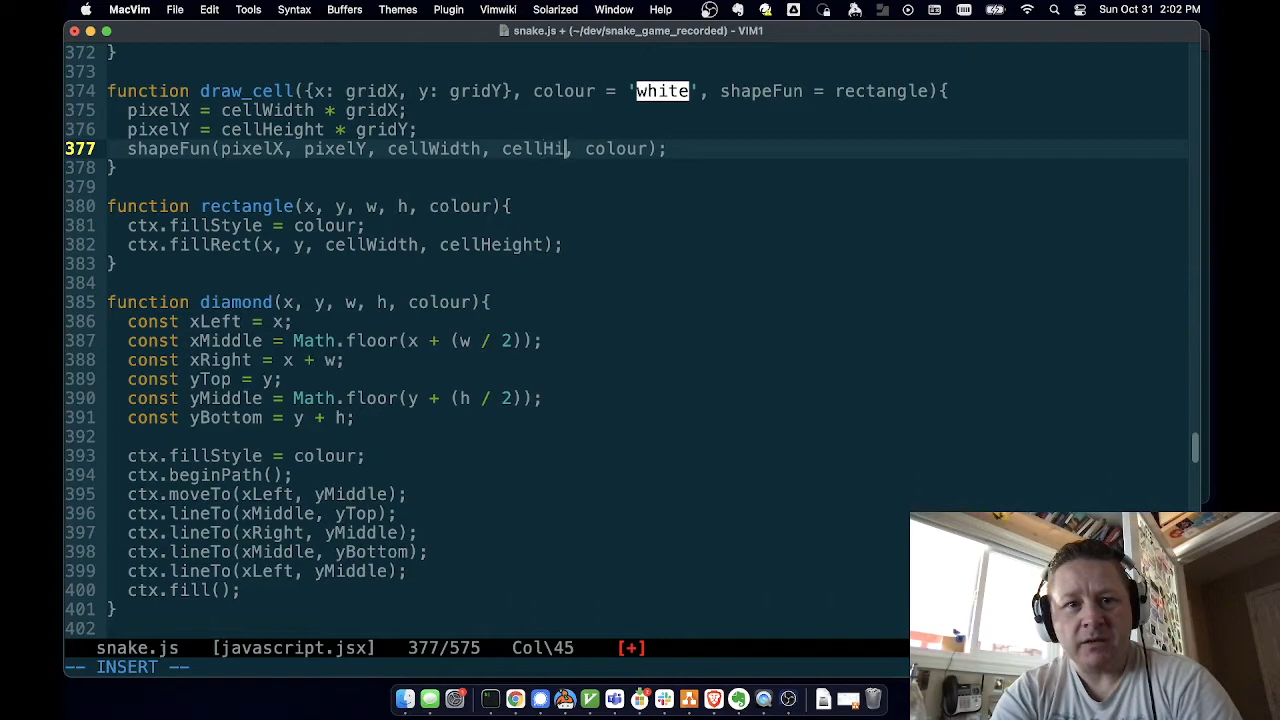 MacVim File Edit Tools Syntax Buffers Themes Plugin Vimwiki Solarized Window Help Sun Oct 31 2:02 PM
snake.js + (~/dev/snake_game_recorded) - VIM1
372 }
373
374 function draw_cell({x: gridX, y: gridY}, colour = 'white', shapeFun = rectangle){
375   pixelX = cellWidth * gridX;
376   pixelY = cellHeight * gridY;
377   shapeFun(pixelX, pixelY, cellWidth, cellHi, colour);
378 }
379
380 function rectangle(x, y, w, h, colour){
381   ctx.fillStyle = colour;
382   ctx.fillRect(x, y, cellWidth, cellHeight);
383 }
384
385 function diamond(x, y, w, h, colour){
386   const xLeft = x;
387   const xMiddle = Math.floor(x + (w / 2));
388   const xRight = x + w;
389   const yTop = y;
390   const yMiddle = Math.floor(y + (h / 2));
391   const yBottom = y + h;
392
393   ctx.fillStyle = colour;
394   ctx.beginPath();
395   ctx.moveTo(xLeft, yMiddle);
396   ctx.lineTo(xMiddle, yTop);
397   ctx.lineTo(xRight, yMiddle);
398   ctx.lineTo(xMiddle, yBottom);
399   ctx.lineTo(xLeft, yMiddle);
400   ctx.fill();
401 }
402
snake.js [javascript.jsx] 377/575 Col\45 [+]
-- INSERT --